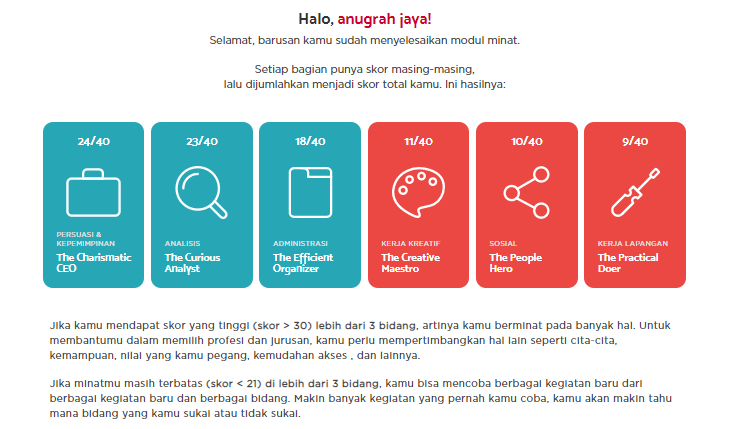 Halo, anugrah jaya!
Selamat, barusan kamu sudah menyelesaikan modul minat.
Setiap bagian punya skor masing-masing,
lalu dijumlahkan menjadi skor total kamu. Ini hasilnya:
24/40
PERSUASI &
KEPEMIMPINAN
The Charismatic
CEO
23/40
ANALISIS
The Curious
Analyst
18/40
ADMINISTRASI
The Efficient
Organizer
11/40
KERJA KREATIF
The Creative
Maestro
10/40
SOSIAL
The People
Hero
9/40
KERJA LAPANGAN
The Practical
Doer
Jika kamu mendapat skor yang tinggi (skor > 30) lebih dari 3 bidang, artinya kamu berminat pada banyak hal. Untuk
membantumu dalam memilih profesi dan jurusan, kamu perlu mempertimbangkan hal lain seperti cita-cita,
kemampuan, nilai yang kamu pegang, kemudahan akses , dan lainnya.
Jika minatmu masih terbatas (skor < 21) di lebih dari 3 bidang, kamu bisa mencoba berbagai kegiatan baru dari
berbagai kegiatan baru dan berbagai bidang. Makin banyak kegiatan yang pernah kamu coba, kamu akan makin tahu
mana bidang yang kamu sukai atau tidak sukai.